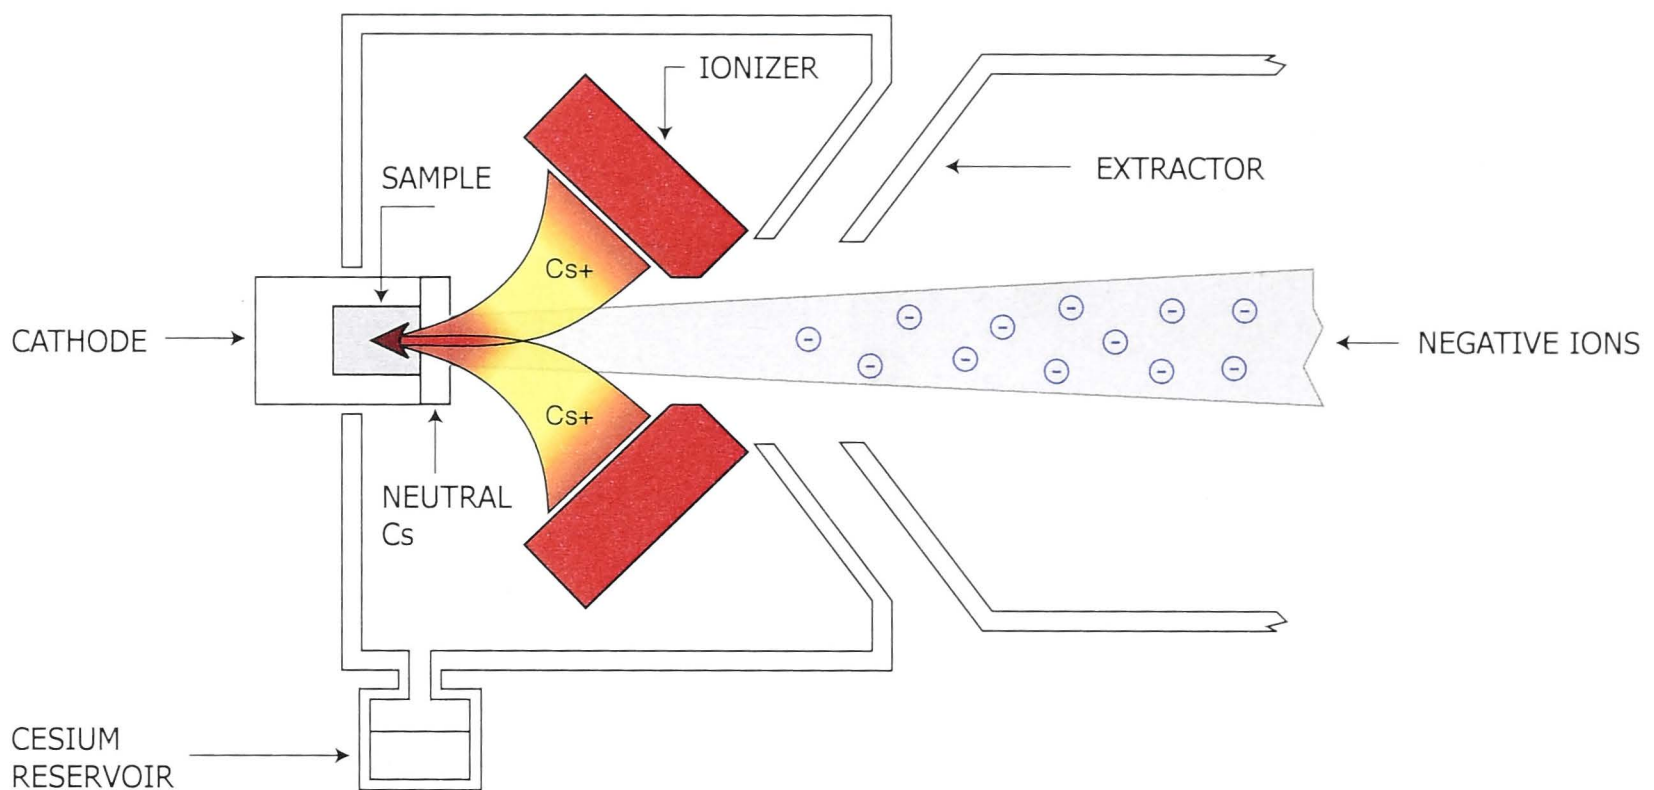 IONIZER
SAMPLE
EXTRACTOR
Cs+
CATHODE
NEGATIVE IONS
Cs+
NEUTRAL
Cs
CESIUM
RESERVOIR